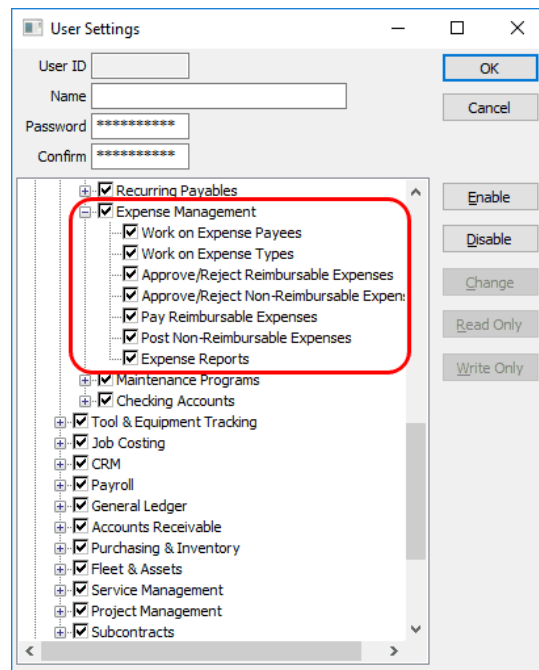 User Settings
User ID
OK
Name
Cancel
Password **********
Confirm **********
Recurring Payables
Enable
Expense Management
Work on Expense Payees
Disable
Work on Expense Types
Approve/Reject Reimbursable Expenses
Change
Approve/Reject Non-Reimbursable Expen
Pay Reimbursable Expenses
Read Only
Post Non-Reimbursable Expenses
Expense Reports
Write Only
Maintenance Programs
Checking Accounts
Tool & Equipment Tracking
Job Costing
CRM
Payroll
General Ledger
Accounts Receivable
Purchasing & Inventory
Fleet & Assets
Service Management
Project Management
Subcontracts